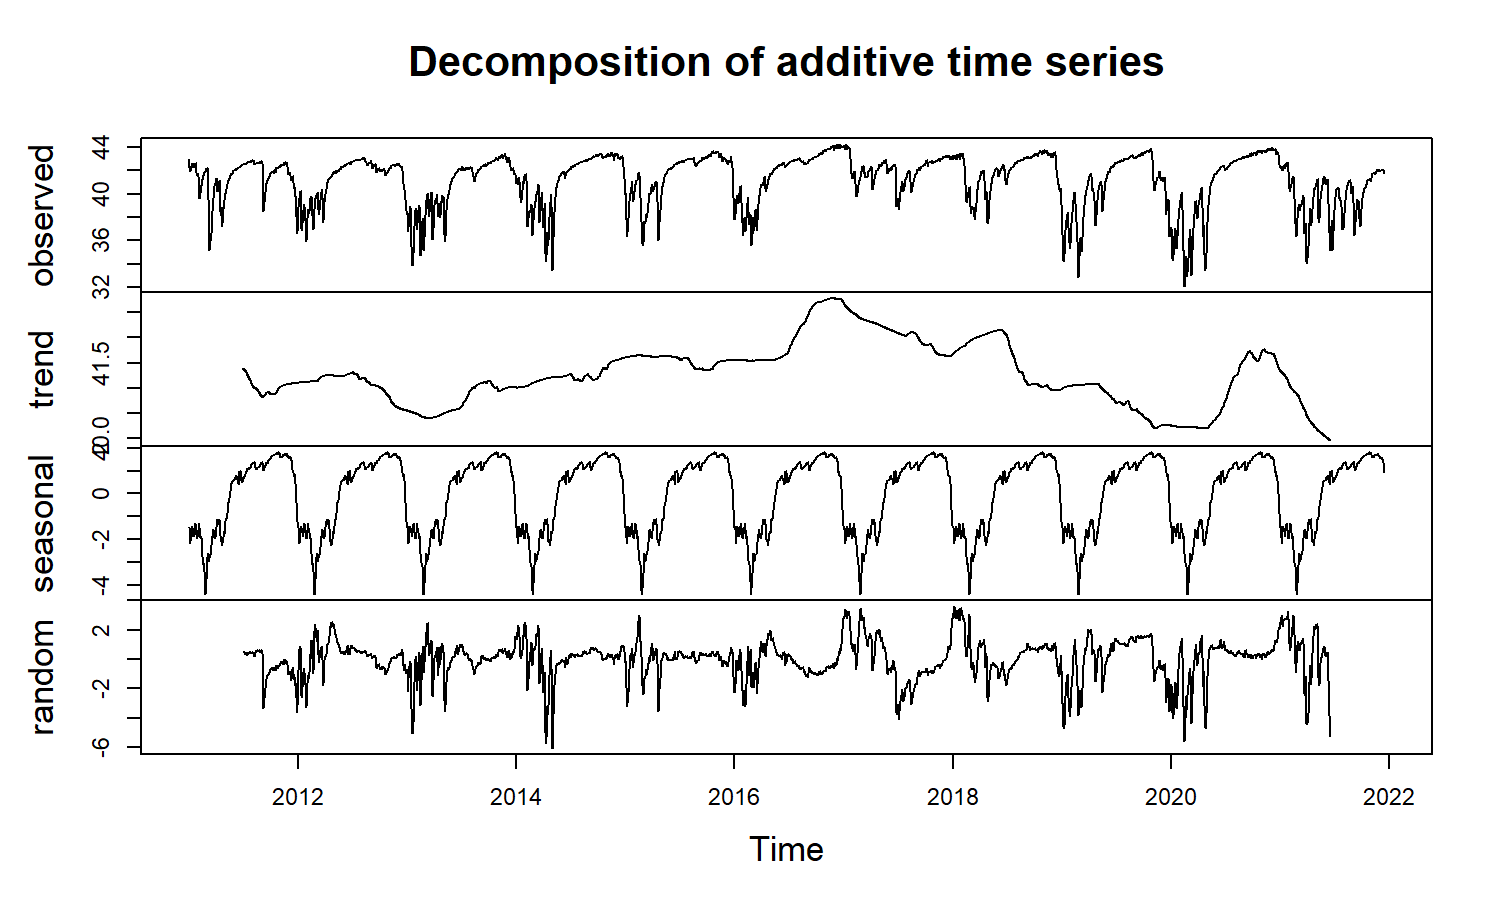 Decomposition of additive time series
observed
32 36 40 44
trend
40.0 41.5
seasonal
-4 -2 0 2
random
-6 -2 2
2012 2014 2016 2018 2020 2022
Time